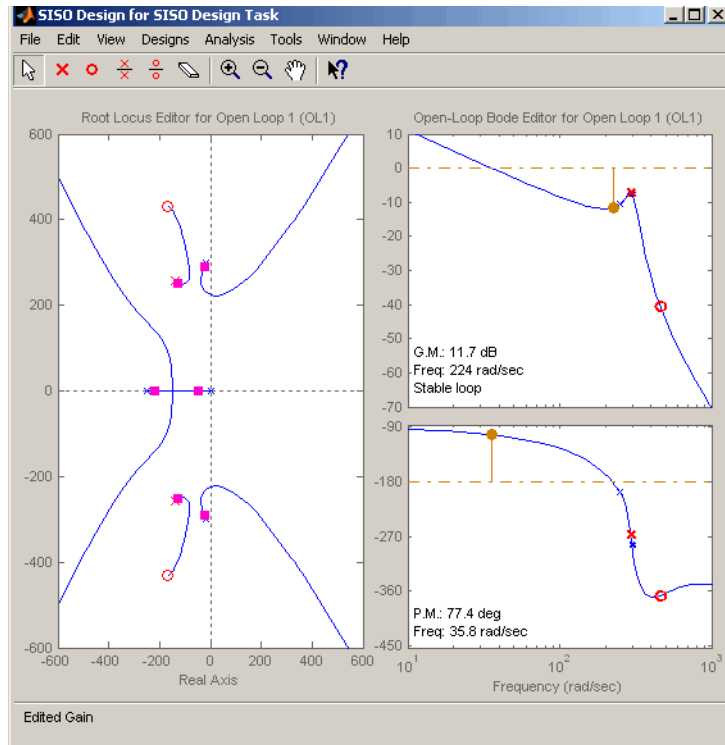 SISO Design for SISO Design Task
File Edit View Designs Analysis Tools Window Help
Root Locus Editor for Open Loop 1 (OL1)
600
400
200
0
-200
-400
-600
-600 -400 -200 0 200 400 600
Real Axis
Open-Loop Bode Editor for Open Loop 1 (OL1)
10
0
-10
-20
-30
-40
-50
-60
-70
G.M.: 11.7 dB
Freq: 224 rad/sec
Stable loop
-90
-180
-270
-360
-450
P.M.: 77.4 deg
Freq: 35.8 rad/sec
10^1 10^2 10^3
Frequency (rad/sec)
Edited Gain